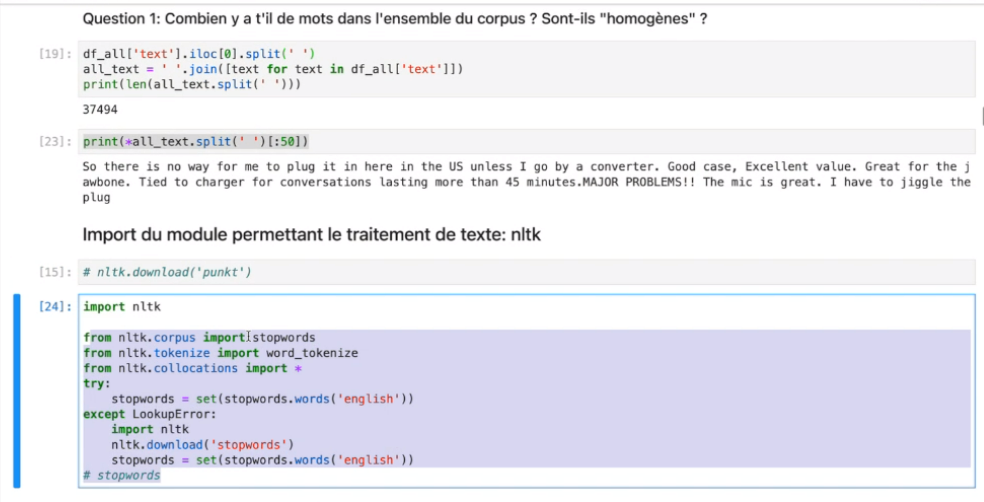 Question 1: Combien y a t'il de mots dans l'ensemble du corpus ? Sont-ils "homogènes" ?
[19]: df_all['text'].iloc[0].split(' ')
all_text = ' '.join([text for text in df_all['text']])
print(len(all_text.split(' ')))
37494
[23]: print(*all_text.split(' ')[:50])
So there is no way for me to plug it in here in the US unless I go by a converter. Good case, Excellent value. Great for the j
awbone. Tied to charger for conversations lasting more than 45 minutes.MAJOR PROBLEMS!! The mic is great. I have to jiggle the
plug
Import du module permettant le traitement de texte: nltk
[15]: # nltk.download('punkt')
[24]: import nltk
from nltk.corpus import stopwords
from nltk.tokenize import word_tokenize
from nltk.collocations import *
try:
    stopwords = set(stopwords.words('english'))
except LookupError:
    import nltk
    nltk.download('stopwords')
    stopwords = set(stopwords.words('english'))
# stopwords